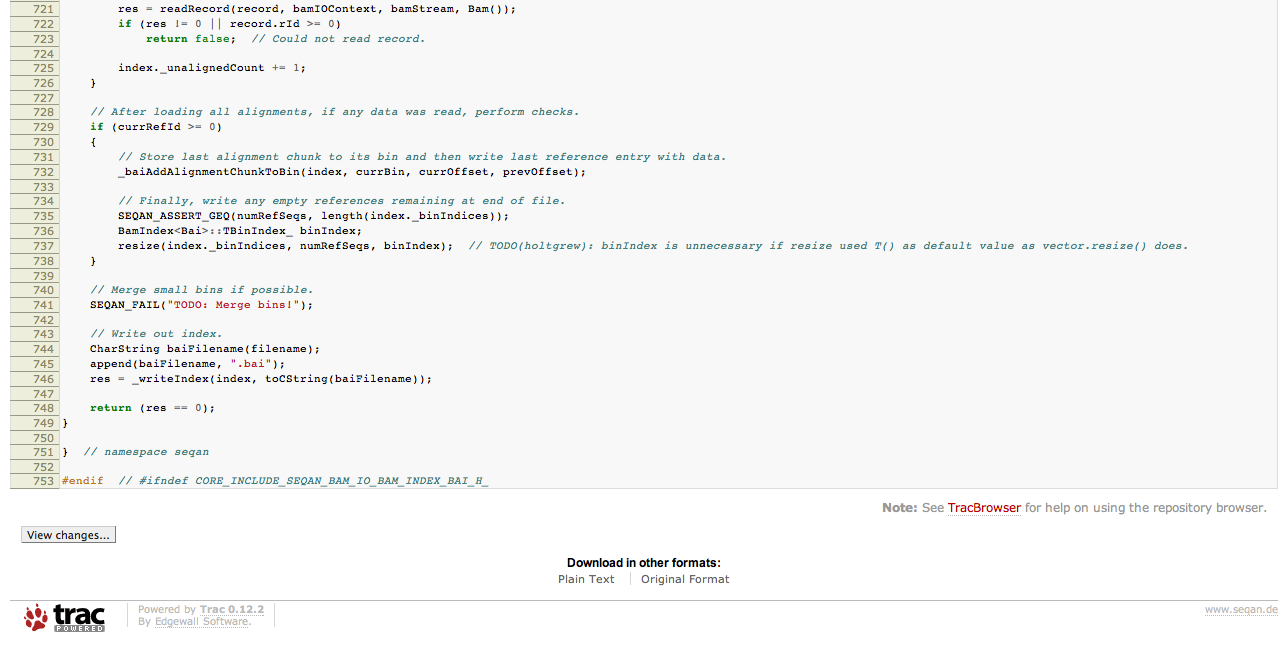 721 res = readRecord(record, bamIOContext, bamStream, Bam());
722 if (res != 0 || record.rId >= 0)
723 return false;  // Could not read record.
724
725 index._unalignedCount += 1;
726 }
727
728 // After loading all alignments, if any data was read, perform checks.
729 if (currRefId >= 0)
730 {
731 // Store last alignment chunk to its bin and then write last reference entry with data.
732 _baiAddAlignmentChunkToBin(index, currBin, currOffset, prevOffset);
733
734 // Finally, write any empty references remaining at end of file.
735 SEQAN_ASSERT_GEQ(numRefSeqs, length(index._binIndices));
736 BamIndex<Bai>::TBinIndex_ binIndex;
737 resize(index._binIndices, numRefSeqs, binIndex);  // TODO(holtgrew): binIndex is unnecessary if resize used T() as default value as vector.resize() does.
738 }
739
740 // Merge small bins if possible.
741 SEQAN_FAIL("TODO: Merge bins!");
742
743 // Write out index.
744 CharString baiFilename(filename);
745 append(baiFilename, ".bai");
746 res = _writeIndex(index, toCString(baiFilename));
747
748 return (res == 0);
749 }
750
751 }  // namespace seqan
752
753 #endif  // #ifndef CORE_INCLUDE_SEQAN_BAM_IO_BAM_INDEX_BAI_H_
Note: See TracBrowser for help on using the repository browser.
View changes...
Download in other formats:
Plain Text Original Format
trac POWERED
Powered by Trac 0.12.2
By Edgewall Software.
www.seqan.de